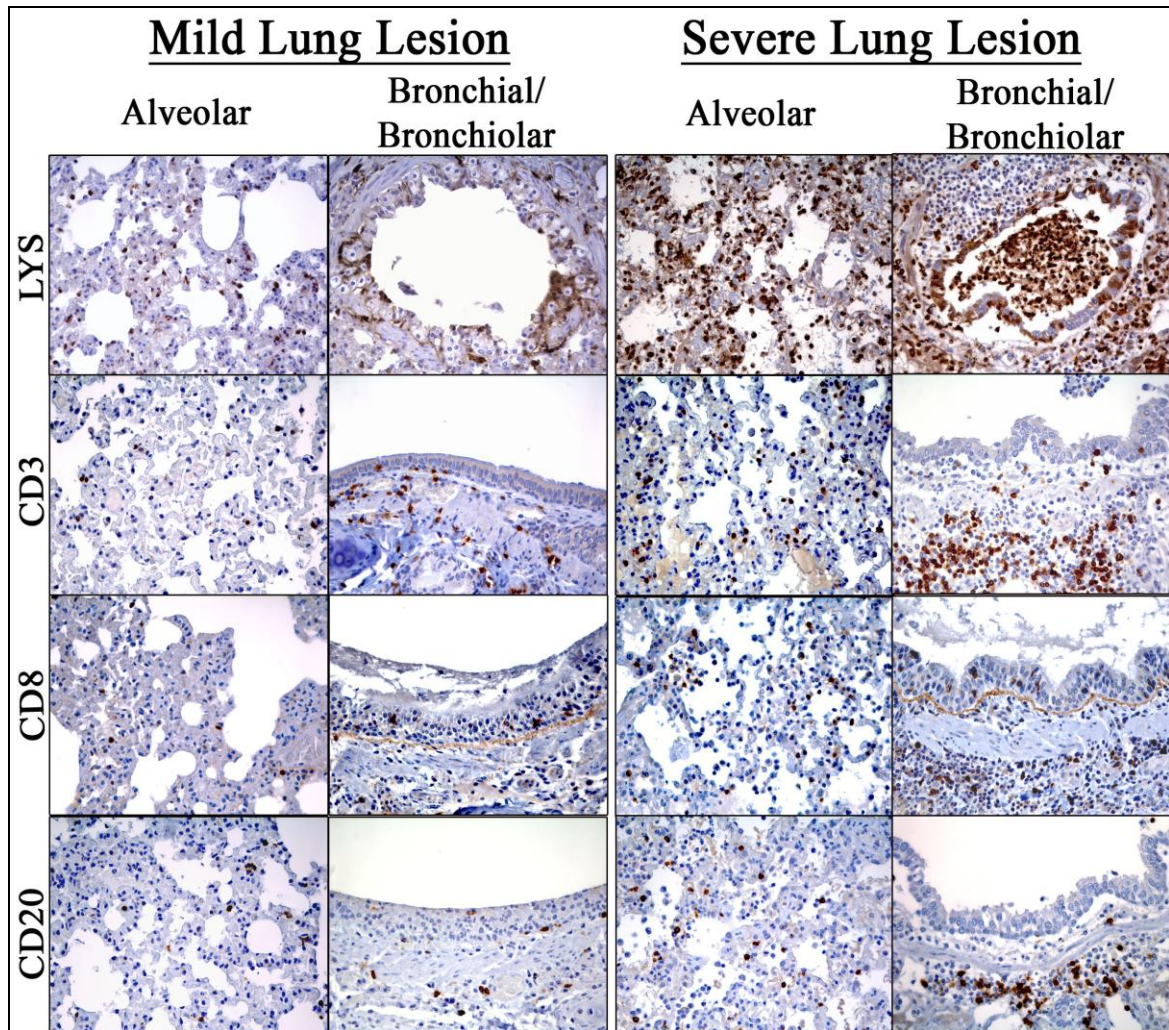 Mild Lung Lesion
Severe Lung Lesion
Alveolar
Bronchial/
Bronchiolar
Alveolar
Bronchial/
Bronchiolar
LYS
CD3
CD8
CD20